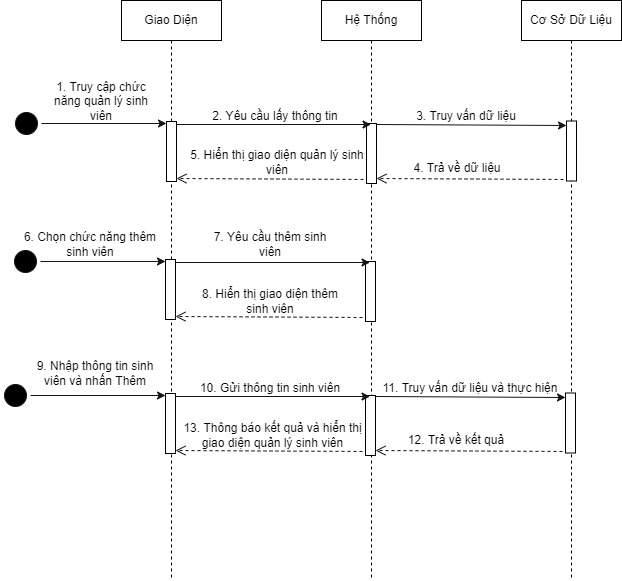 Giao Diện
Hệ Thống
Cơ Sở Dữ Liệu
1. Truy cập chức
năng quản lý sinh
viên
2. Yêu cầu lấy thông tin
3. Truy vấn dữ liệu
5. Hiển thị giao diện quản lý sinh
viên
4. Trả về dữ liệu
6. Chọn chức năng thêm
sinh viên
7. Yêu cầu thêm sinh
viên
8. Hiển thị giao diện thêm
sinh viên
9. Nhập thông tin sinh
viên và nhấn Thêm
10. Gửi thông tin sinh viên
11. Truy vấn dữ liệu và thực hiện
13. Thông báo kết quả và hiển thị
giao diện quản lý sinh viên
12. Trả về kết quả